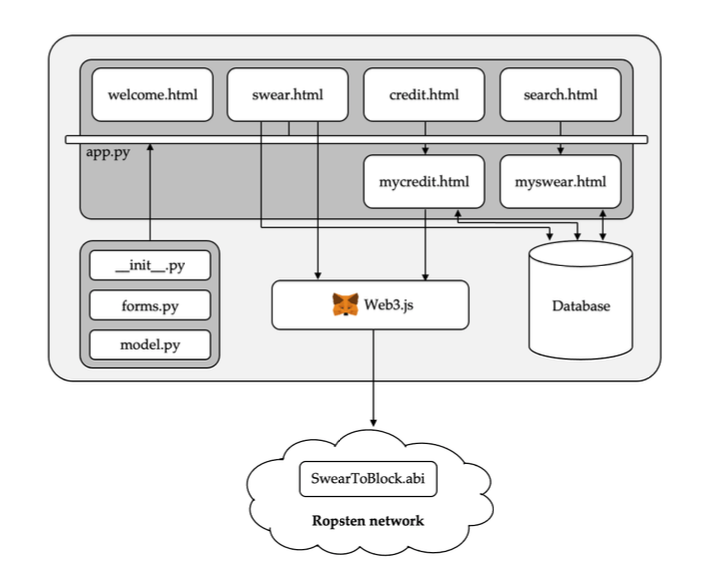 welcome.html
swear.html
credit.html
search.html
app.py
mycredit.html
myswear.html
__init__.py
forms.py
model.py
Web3.js
Database
SwearToBlock.abi
Ropsten network